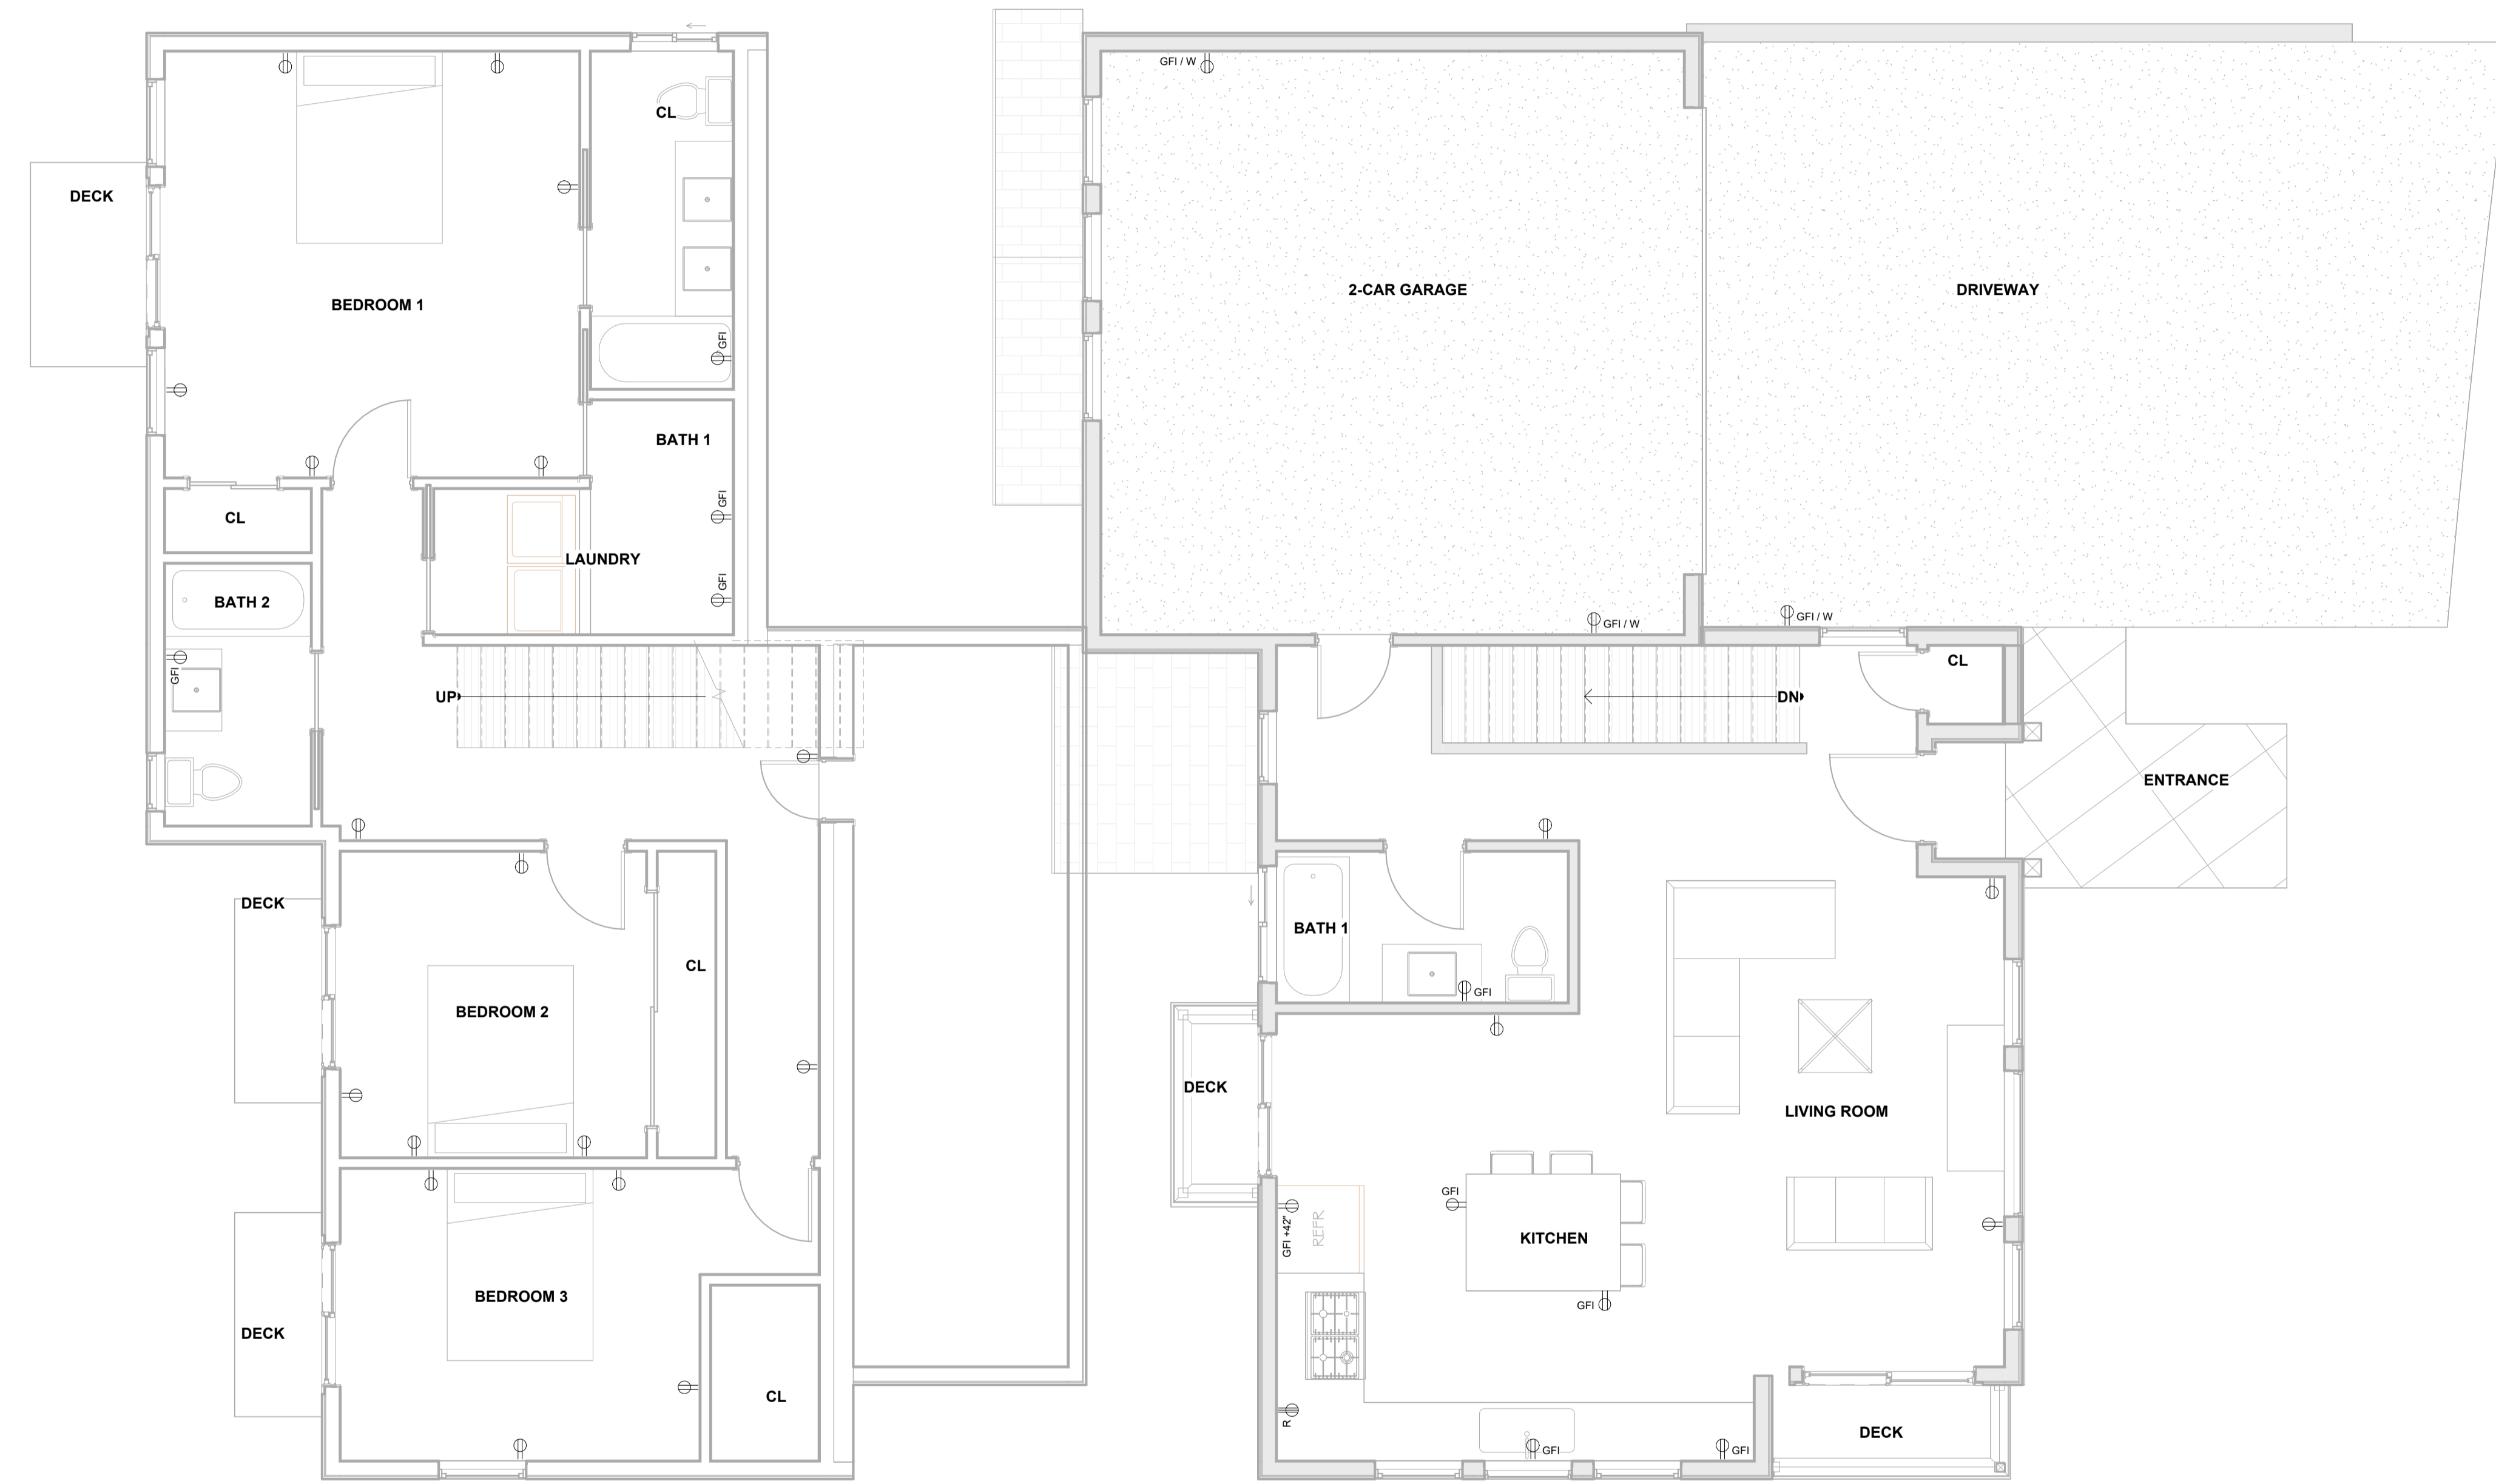 GFI / W
CL
DECK
2-CAR GARAGE
DRIVEWAY
BEDROOM 1
GFI
BATH 1
GFI
CL
LAUNDRY
GFI
BATH 2
GFI / W
GFI / W
GFI
UP
DN
CL
ENTRANCE
DECK
CL
BEDROOM 2
BATH 1
GFI
DECK
LIVING ROOM
GFI
GFI +42"
REFR
KITCHEN
BEDROOM 3
GFI
DECK
CL
R
GFI
GFI
DECK